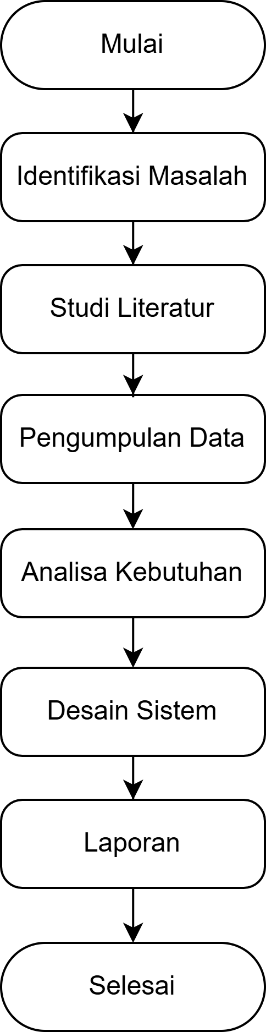 Mulai
Identifikasi Masalah
Studi Literatur
Pengumpulan Data
Analisa Kebutuhan
Desain Sistem
Laporan
Selesai